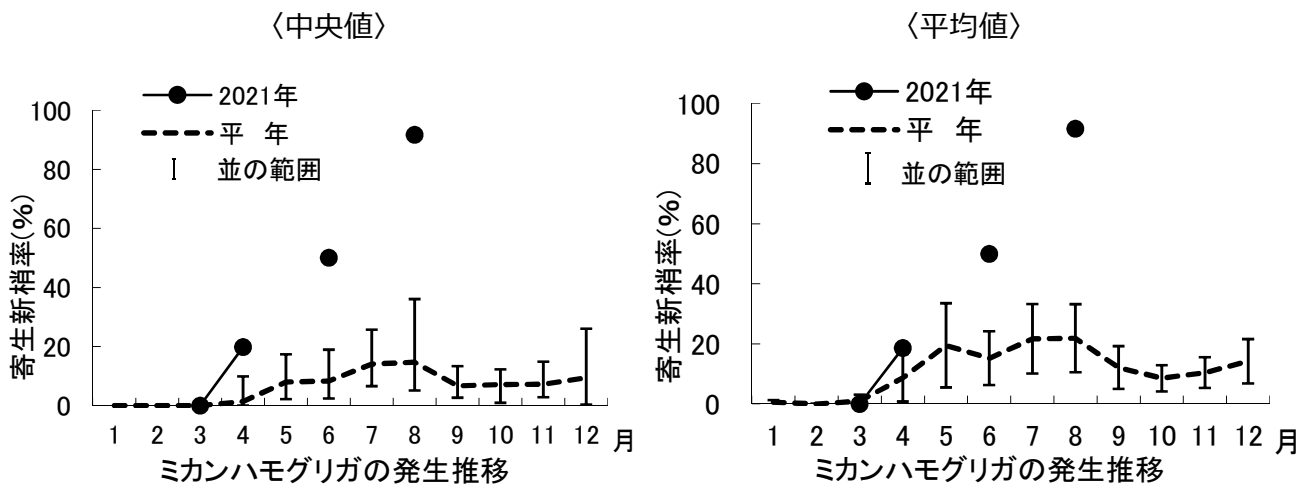 〈中央値〉
2021年
平 年
並の範囲
寄生新梢率(%)
100
80
60
40
20
0
1 2 3 4 5 6 7 8 9 10 11 12 月
ミカンハモグリガの発生推移
〈平均値〉
2021年
平 年
並の範囲
寄生新梢率(%)
100
80
60
40
20
0
1 2 3 4 5 6 7 8 9 10 11 12 月
ミカンハモグリガの発生推移